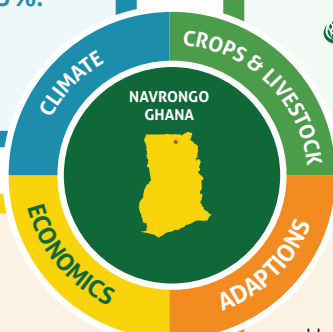 %.
CLIMATE
CROPS & LIVESTOCK
NAVRONGO
GHANA
ECONOMICS
ADAPTIONS